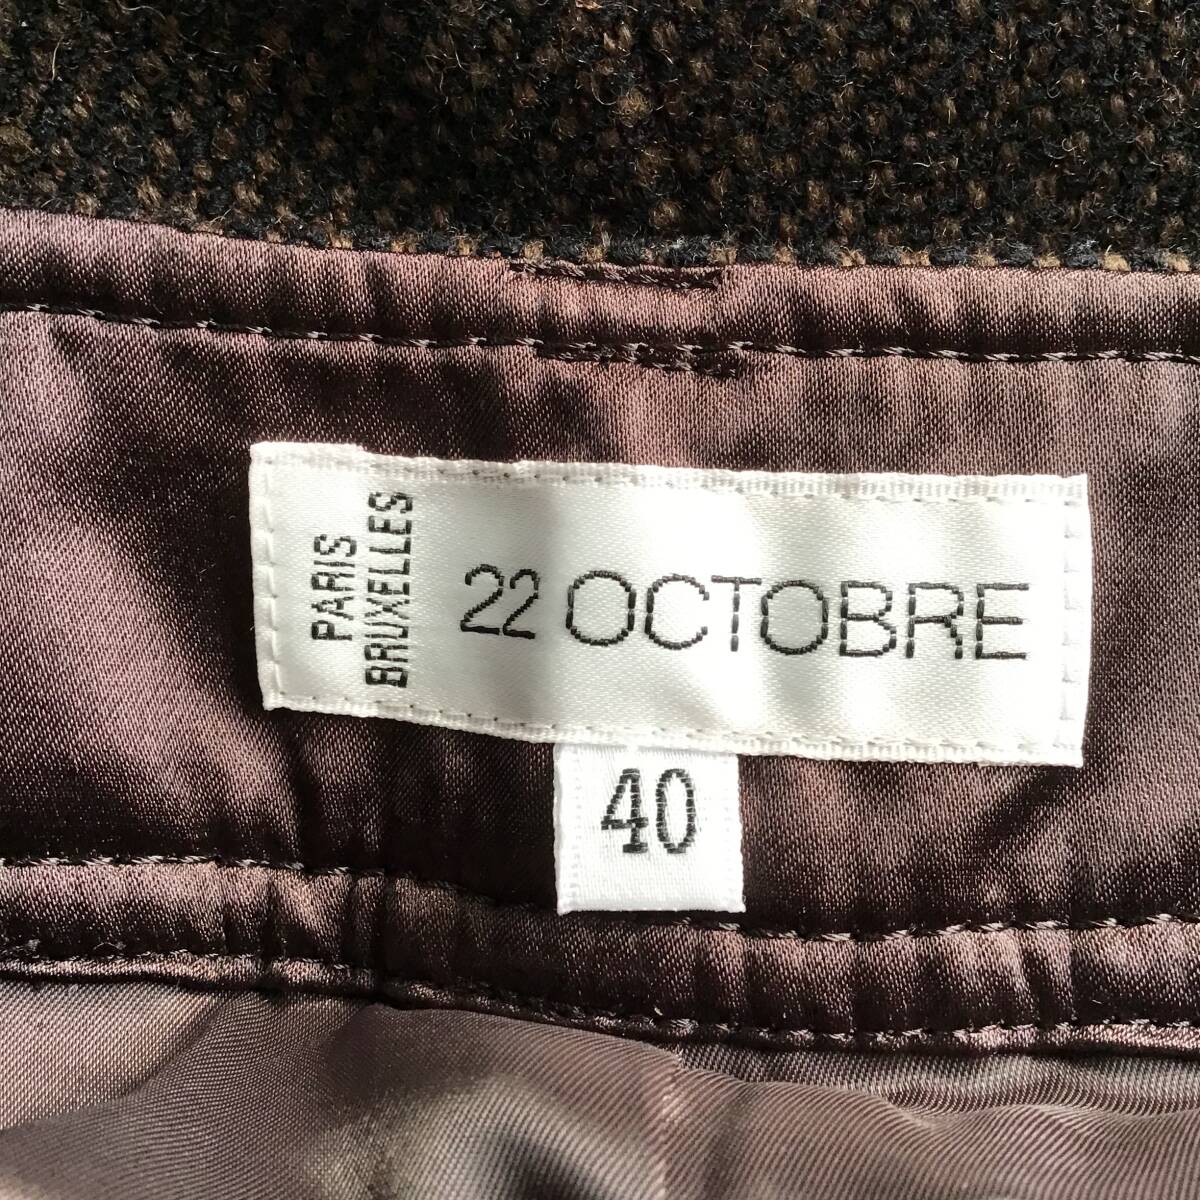 PARIS
BRUXELLES
22 OCTOBRE
40